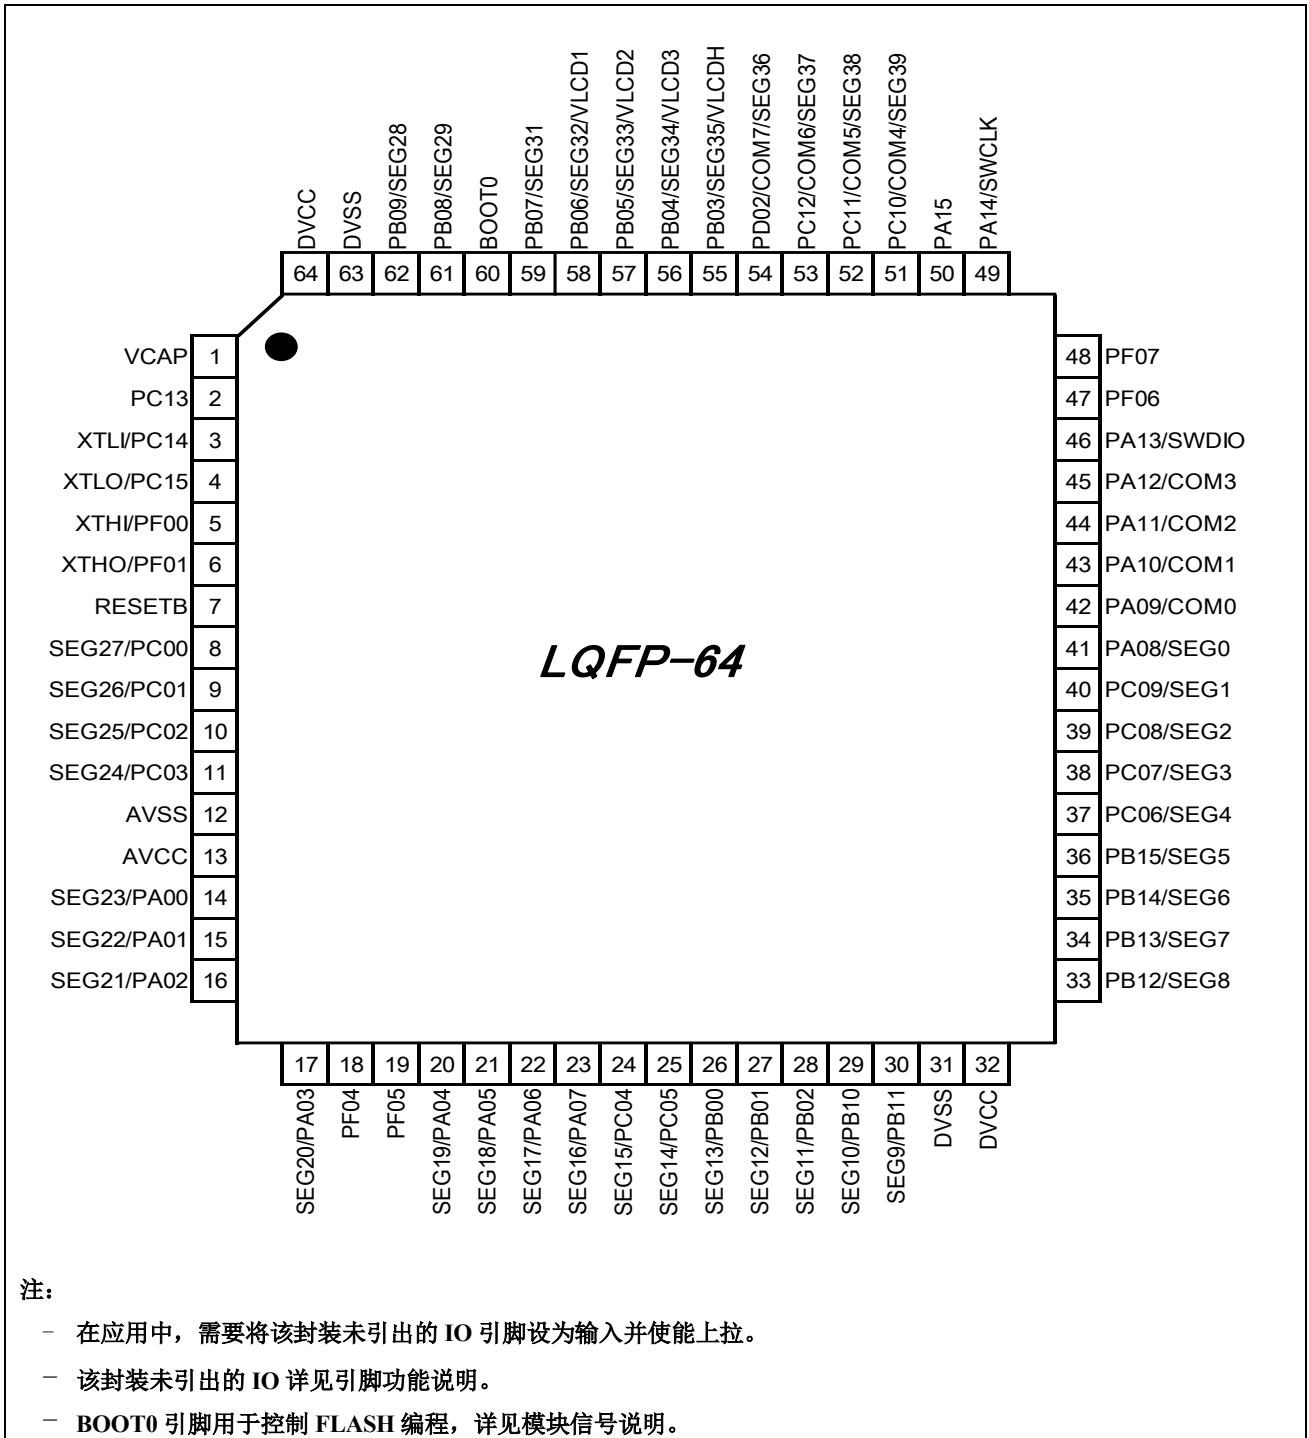 DVCC
DVSS
PB09/SEG28
PB08/SEG29
BOOT0
PB07/SEG31
PB06/SEG32/VLCD1
PB05/SEG33/VLCD2
PB04/SEG34/VLCD3
PB03/SEG35/VLCDH
PD02/COM7/SEG36
PC12/COM6/SEG37
PC11/COM5/SEG38
PC10/COM4/SEG39
PA15
PA14/SWCLK
64 63 62 61 60 59 58 57 56 55 54 53 52 51 50 49
VCAP 1
PC13 2
XTLI/PC14 3
XTLO/PC15 4
XTHI/PF00 5
XTHO/PF01 6
RESETB 7
SEG27/PC00 8
SEG26/PC01 9
SEG25/PC02 10
SEG24/PC03 11
AVSS 12
AVCC 13
SEG23/PA00 14
SEG22/PA01 15
SEG21/PA02 16
LQFP-64
48 PF07
47 PF06
46 PA13/SWDIO
45 PA12/COM3
44 PA11/COM2
43 PA10/COM1
42 PA09/COM0
41 PA08/SEG0
40 PC09/SEG1
39 PC08/SEG2
38 PC07/SEG3
37 PC06/SEG4
36 PB15/SEG5
35 PB14/SEG6
34 PB13/SEG7
33 PB12/SEG8
17 18 19 20 21 22 23 24 25 26 27 28 29 30 31 32
SEG20/PA03
PF04
PF05
SEG19/PA04
SEG18/PA05
SEG17/PA06
SEG16/PA07
SEG15/PC04
SEG14/PC05
SEG13/PB00
SEG12/PB01
SEG11/PB02
SEG10/PB10
SEG9/PB11
DVSS
DVCC
注：
– 在应用中，需要将该封装未引出的 IO 引脚设为输入并使能上拉。
– 该封装未引出的 IO 详见引脚功能说明。
– BOOT0 引脚用于控制 FLASH 编程，详见模块信号说明。